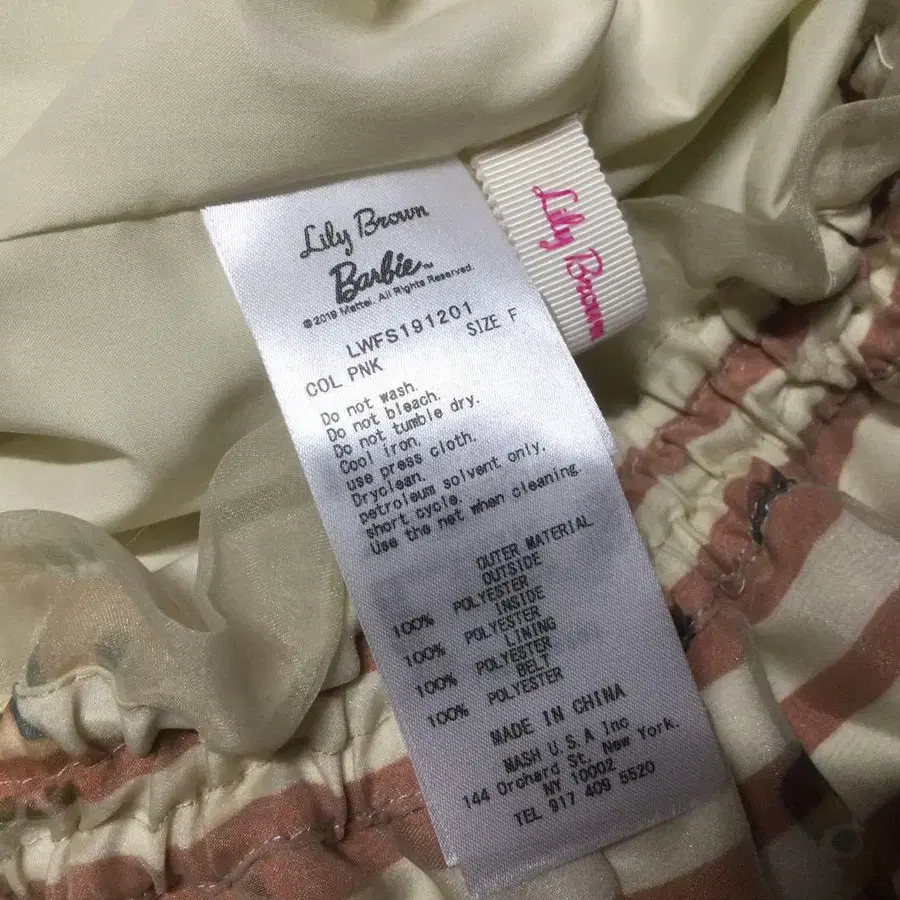 Lily Brown
Barbie™
©2019 Mattel. All Rights Reserved.
LWFS191201
COL PNK SIZE F
Do not wash.
Do not bleach.
Do not tumble dry.
Cool Iron.
use press cloth.
Dryclean.
petroleum solvent only.
short cycle.
Use the net when cleaning.
OUTER MATERIAL
OUTSIDE
100% POLYESTER
INSIDE
100% POLYESTER
LINING
100% POLYESTER
BELT
100% POLYESTER
MADE IN CHINA
MASH U.S.A Inc
144 Orchard St. New York.
NY 10002
TEL 917 409 5520
Lily Brown